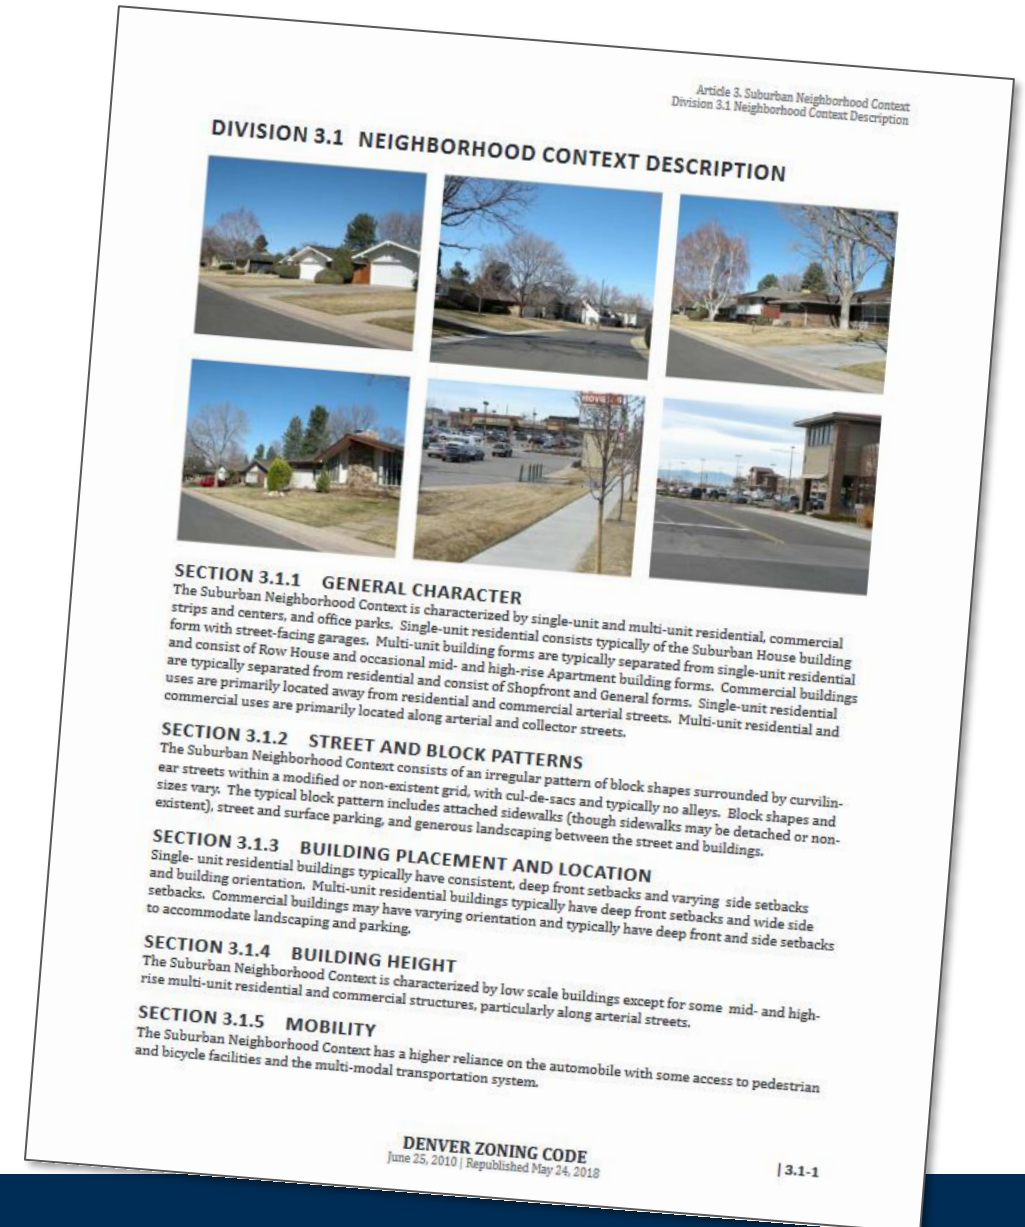 Article 3. Suburban Neighborhood Context
Division 3.1 Neighborhood Context Description
DIVISION 3.1 NEIGHBORHOOD CONTEXT DESCRIPTION
SECTION 3.1.1 GENERAL CHARACTER
The Suburban Neighborhood Context is characterized by single-unit and multi-unit residential, commercial
strips and centers, and office parks. Single-unit residential consists typically of the Suburban House building
form with street-facing garages. Multi-unit building forms are typically separated from single-unit residential
and consist of Row House and occasional mid- and high-rise Apartment building forms. Commercial buildings
are typically separated from residential and consist of Shopfront and General forms. Single-unit residential
uses are primarily located away from residential and commercial arterial streets. Multi-unit residential and
commercial uses are primarily located along arterial and collector streets.
SECTION 3.1.2 STREET AND BLOCK PATTERNS
The Suburban Neighborhood Context consists of an irregular pattern of block shapes surrounded by curvilin-
ear streets within a modified or non-existent grid, with cul-de-sacs and typically no alleys. Block shapes and
sizes vary. The typical block pattern includes attached sidewalks (though sidewalks may be detached or non-
existent), street and surface parking, and generous landscaping between the street and buildings.
SECTION 3.1.3 BUILDING PLACEMENT AND LOCATION
Single- unit residential buildings typically have consistent, deep front setbacks and varying side setbacks
and building orientation. Multi-unit residential buildings typically have deep front setbacks and wide side
setbacks. Commercial buildings may have varying orientation and typically have deep front and side setbacks
to accommodate landscaping and parking.
SECTION 3.1.4 BUILDING HEIGHT
The Suburban Neighborhood Context is characterized by low scale buildings except for some mid- and high-
rise multi-unit residential and commercial structures, particularly along arterial streets.
SECTION 3.1.5 MOBILITY
The Suburban Neighborhood Context has a higher reliance on the automobile with some access to pedestrian
and bicycle facilities and the multi-modal transportation system.
DENVER ZONING CODE
June 25, 2010 | Republished May 24, 2018
| 3.1-1